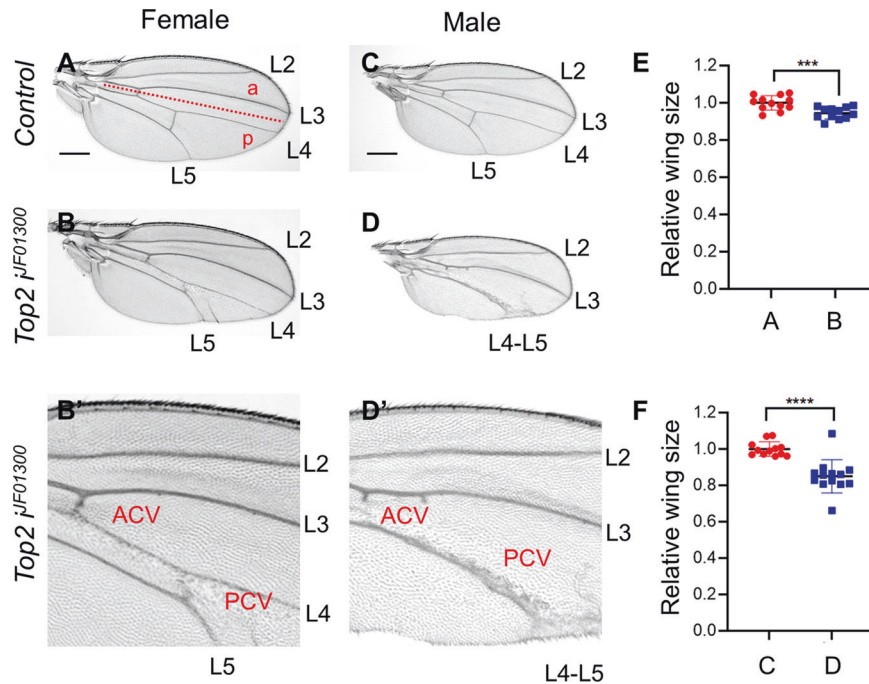 Female
Male
Control
A
a
p
L2
L3
L4
L5
C
L2
L3
L4
L5
E
Relative wing size
1.2
1.0
0.8
0.6
0.4
0.2
0.0
***
A
B
Top2 i^JF01300
B
L2
L3
L4
L5
D
L2
L3
L4-L5
Top2 i^JF01300
B'
ACV
PCV
L2
L3
L4
L5
D'
ACV
PCV
L2
L3
L4-L5
F
Relative wing size
1.2
1.0
0.8
0.6
0.4
0.2
0.0
****
C
D